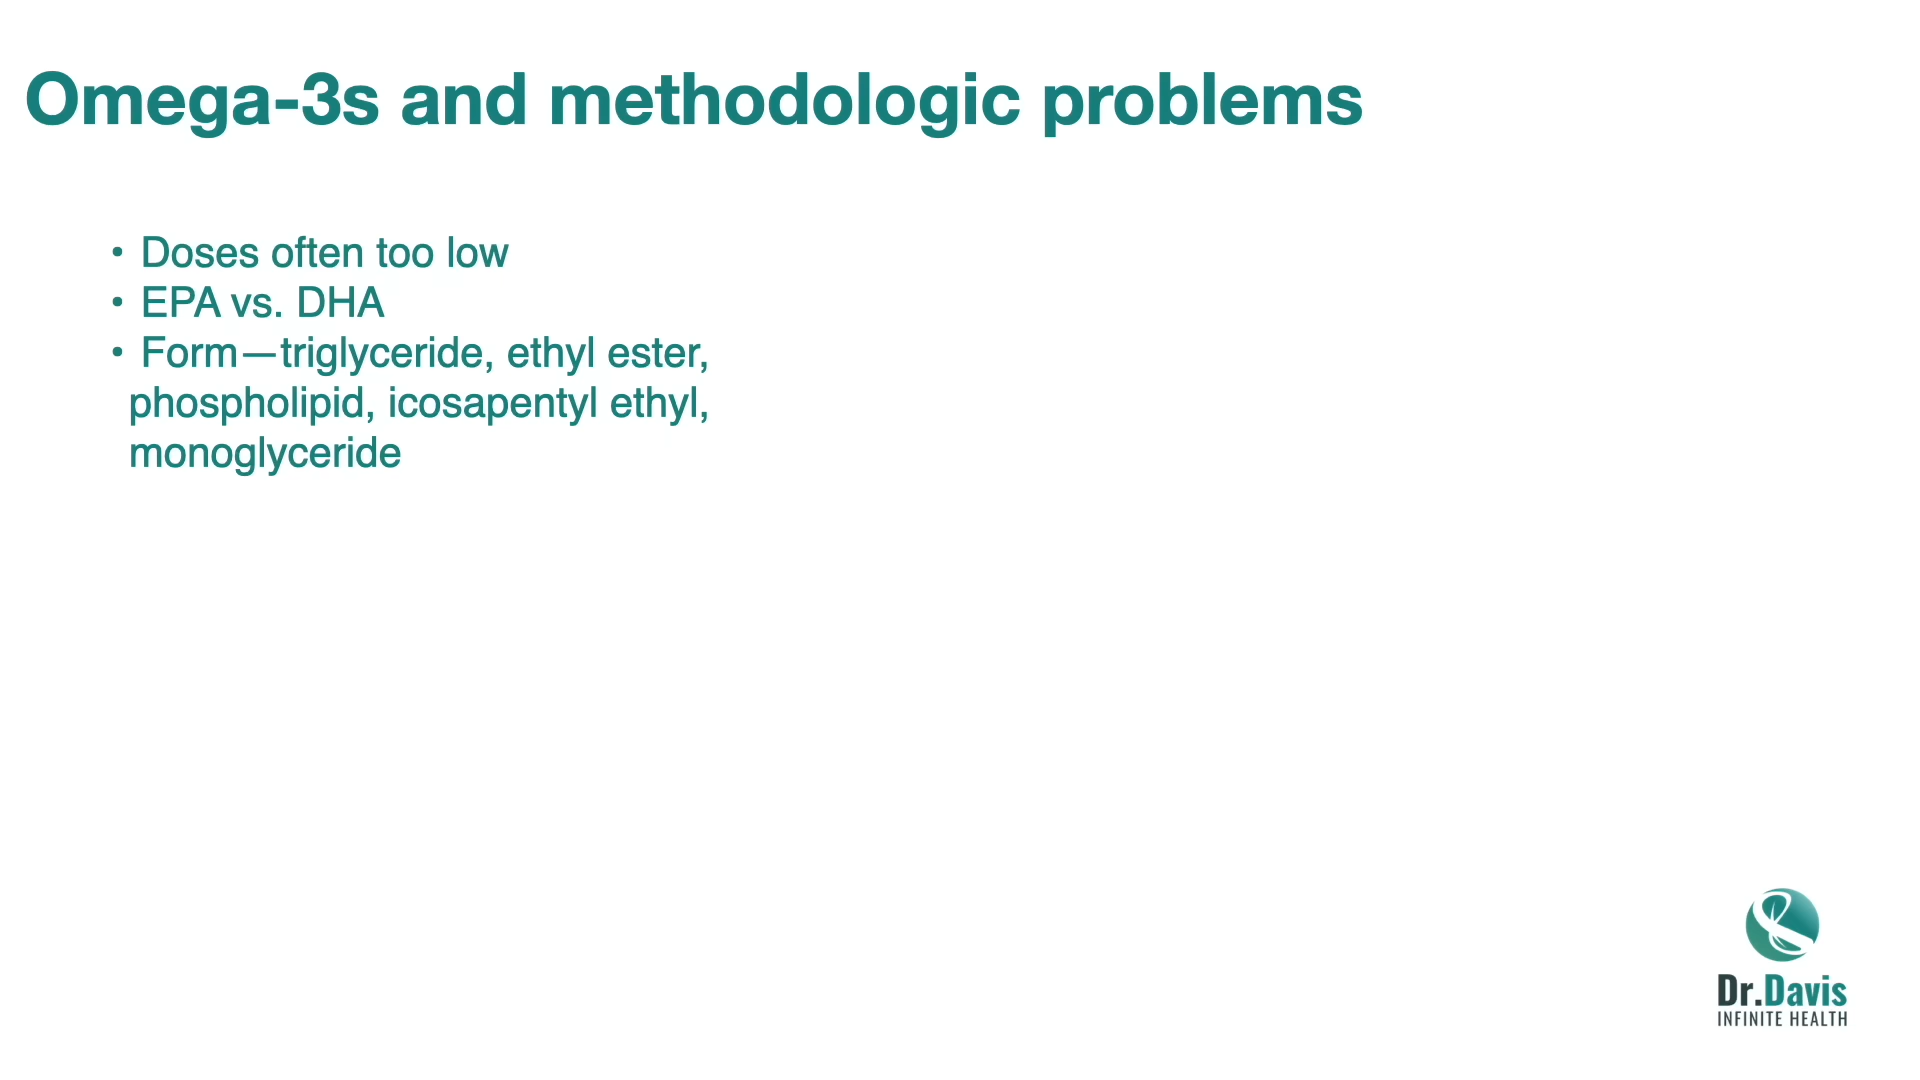 Omega-3s and methodologic problems
• Doses often too low
• EPA vs. DHA
• Form—triglyceride, ethyl ester,
phospholipid, icosapentyl ethyl,
monoglyceride
Dr.Davis
INFINITE HEALTH